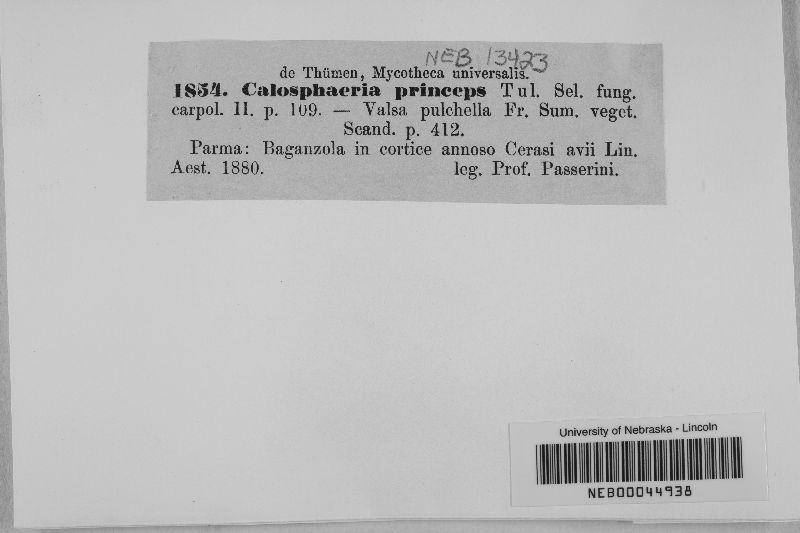 NEB 13423
de Thümen, Mycotheca universalis.
1854. Calosphaeria princeps Tul. Sel. fung.
carpol. II. p. 109. — Valsa pulchella Fr. Sum. veget.
Scand. p. 412.
Parma: Baganzola in cortice annoso Cerasi avii Lin.
Aest. 1880. leg. Prof. Passerini.
University of Nebraska - Lincoln
NEB00044938